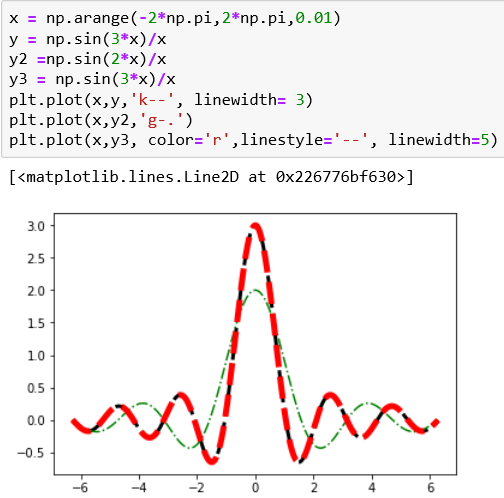 x = np.arange(-2*np.pi,2*np.pi,0.01)
y = np.sin(3*x)/x
y2 =np.sin(2*x)/x
y3 = np.sin(3*x)/x
plt.plot(x,y,'k--', linewidth= 3)
plt.plot(x,y2,'g-.')
plt.plot(x,y3, color='r',linestyle='--', linewidth=5)
[<matplotlib.lines.Line2D at 0x226776bf630>]
3.0
2.5
2.0
1.5
1.0
0.5
0.0
−0.5
−6 −4 −2 0 2 4 6